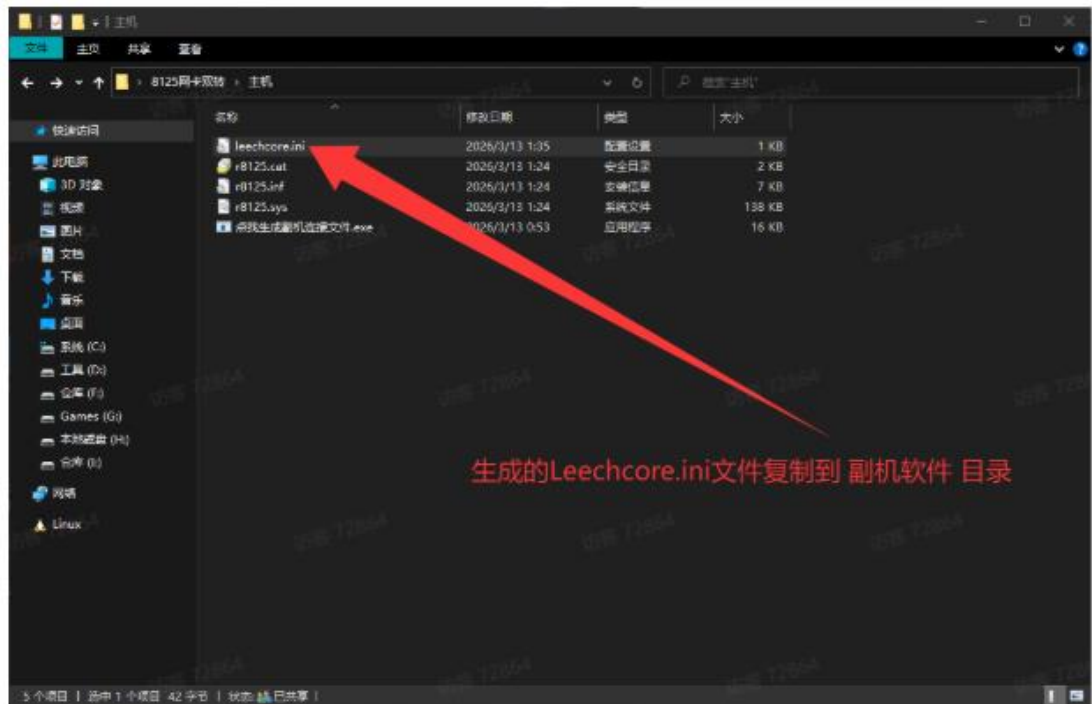 主机
文件 主页 共享 查看
8125网卡双转 › 主机
搜索"主机"
名称 修改日期 类型 大小
快速访问
此电脑
3D 对象
视频
图片
文档
下载
音乐
桌面
系统 (C:)
工具 (D:)
仓库 (F:)
Games (G:)
本地磁盘 (H:)
仓库 (I:)
网络
Linux
leechcore.ini 2026/3/13 1:35 配置设置 1 KB
r8125.cat 2026/3/13 1:24 安全目录 2 KB
r8125.inf 2026/3/13 1:24 安装信息 7 KB
r8125.sys 2026/3/13 1:24 系统文件 138 KB
点我生成副机连接文件.exe 2026/3/13 0:53 应用程序 16 KB
生成的Leechcore.ini文件复制到 副机软件 目录
访客 72864
5 个项目 | 选中 1 个项目 42 字节 | 状态: 已共享